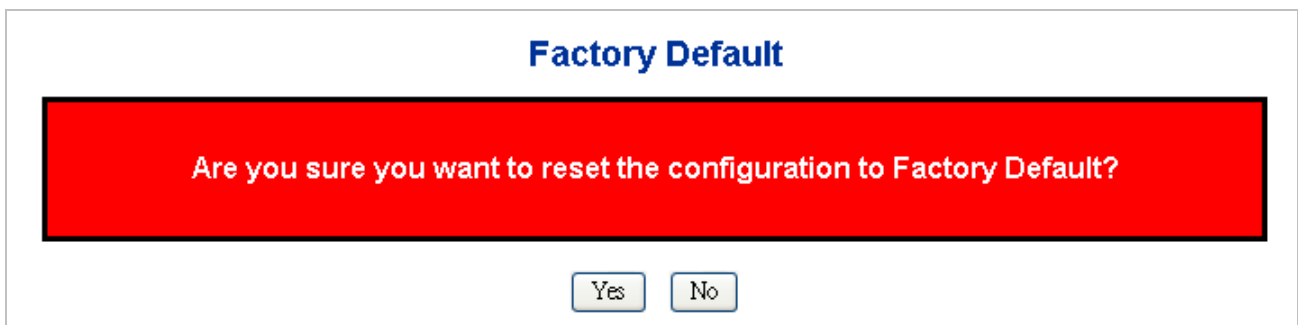 Factory Default
Are you sure you want to reset the configuration to Factory Default?
Yes No